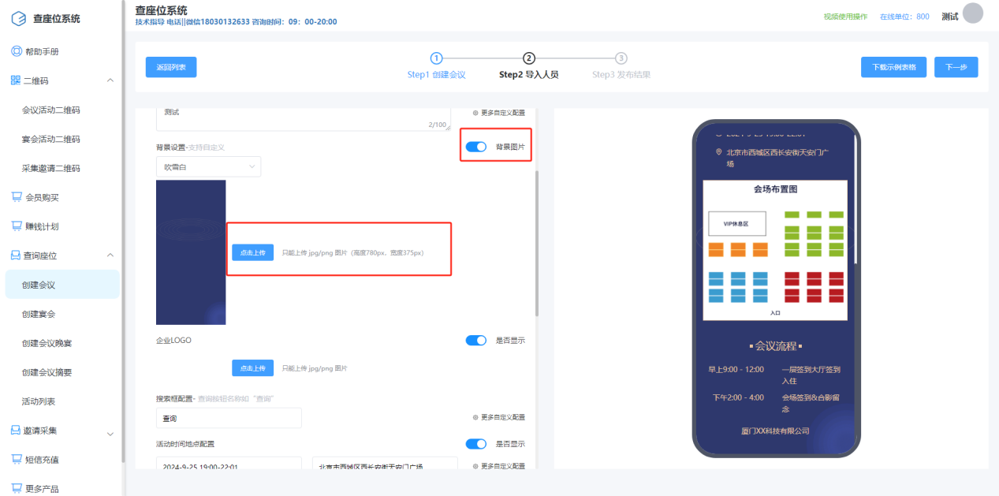 查座位系统
帮助手册
二维码
会议活动二维码
宴会活动二维码
采集邀请二维码
会员购买
赚钱计划
查询座位
创建会议
创建宴会
创建会议晚宴
创建会议摘要
活动列表
邀请采集
短信充值
更多产品
查座位系统
技术指导 电话||微信18030132633 咨询时间：09：00-20:00
视频使用操作 在线单位：800 测试
返回列表
1 2 3
Step1 创建会议 Step2 导入人员 Step3 发布结果
下载示例表格 下一步
测试
2/100
更多自定义配置
背景设置-支持自定义
背景图片
吹雪白
点击上传 只能上传 jpg/png 图片（高度780px、宽度375px）
企业LOGO 是否显示
点击上传 只能上传 jpg/png 图片
搜索框配置- 查询按钮名称如“查询”
查询 更多自定义配置
活动时间地点配置 是否显示
2024-9-25 19:00-22:01 北京市西城区西长安街天安门广场 更多自定义配置
2024-9-25 19:00-22:01
北京市西城区西长安街天安门广
场
会场布置图
VIP休息区
入口
会议流程
早上9:00 - 12:00 一层签到大厅签到
入住
下午2:00 - 4:00 会场签到&合影留
念
厦门XX科技有限公司